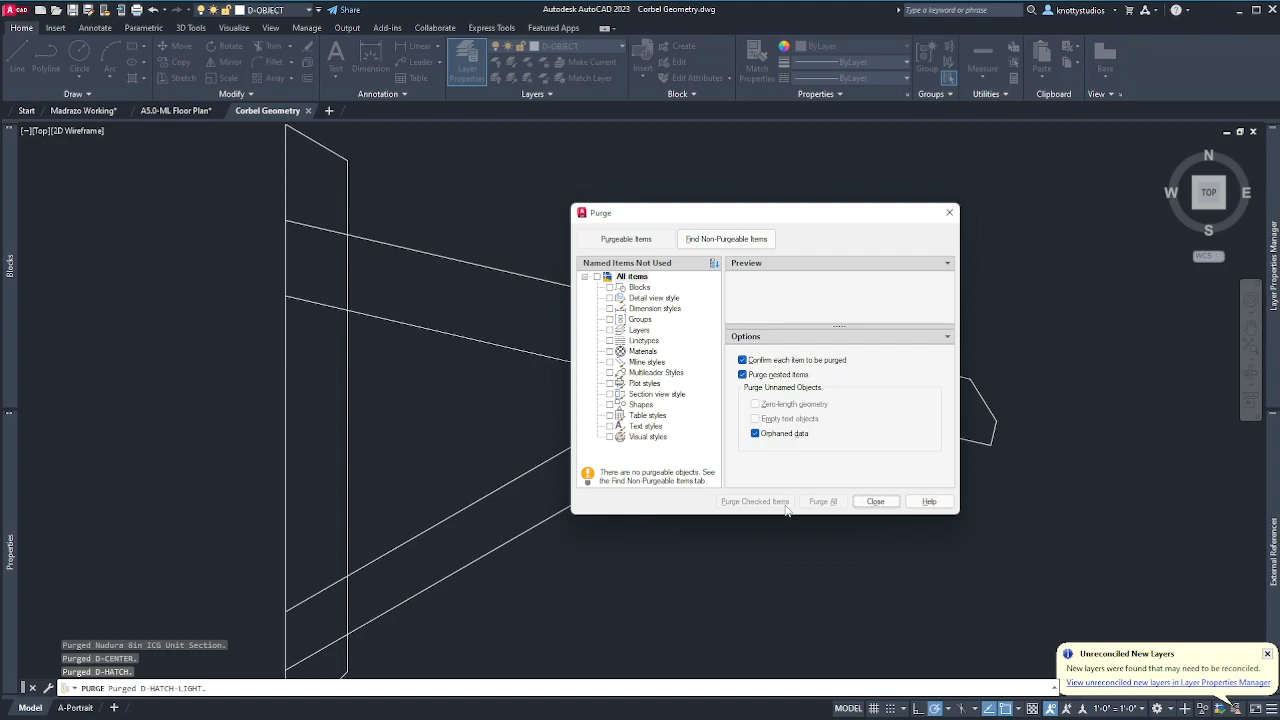 CAD
D-OBJECT
Share
Autodesk AutoCAD 2023 Corbel Geometry.dwg
Type a keyword or phrase
knottystudios
Home Insert Annotate Parametric 3D Tools Visualize View Manage Output Add-ins Collaborate Express Tools Featured Apps
Line Polyline Circle Arc
Move Rotate Trim
Copy Mirror Fillet
Stretch Scale Array
Text Dimension
Linear
Leader
Table
Layer Properties
D-OBJECT
Make Current
Match Layer
Insert
Create
Edit
Edit Attributes
Match Properties
ByLayer
ByLayer
ByLayer
Group
Measure
Paste
Base
Draw Modify Annotation Layers Block Properties Groups Utilities Clipboard View
Start Madrazo Working* A5.0-ML Floor Plan* Corbel Geometry
[−][Top][2D Wireframe]
N
W TOP E
S
WCS
Blocks
Properties
Layer Properties Manager
External References
Purge
Purgeable Items Find Non-Purgeable Items
Named Items Not Used
All items
Blocks
Detail view style
Dimension styles
Groups
Layers
Linetypes
Materials
Mline styles
Multileader Styles
Plot styles
Section view style
Shapes
Table styles
Text styles
Visual styles
There are no purgeable objects. See
the Find Non-Purgeable Items tab.
Preview
Options
Confirm each item to be purged
Purge nested items
Purge Unnamed Objects
Zero-length geometry
Empty text objects
Orphaned data
Purge Checked Items Purge All Close Help
Purged Nudura 8in ICG Unit Section.
Purged D-CENTER.
Purged D-HATCH.
PURGE Purged D-HATCH-LIGHT.
Unreconciled New Layers
New layers were found that may need to be reconciled.
View unreconciled new layers in Layer Properties Manager
Model A-Portrait
MODEL 1'-0" = 1'-0"